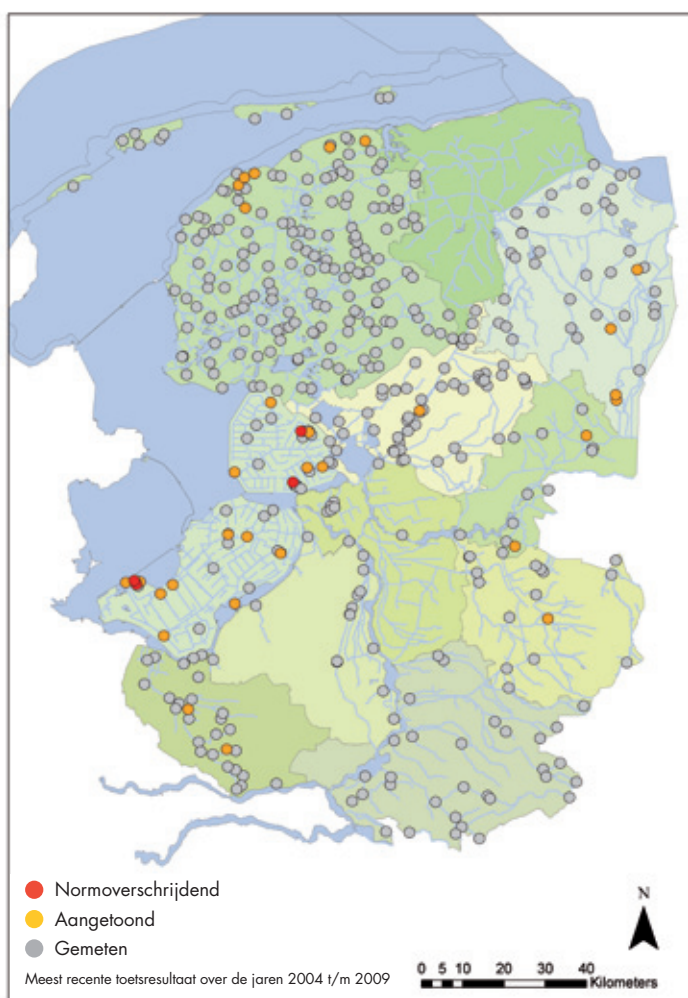 Normoverschrijdend
Aangetoond
Gemeten
Meest recente toetsresultaat over de jaren 2004 t/m 2009
N
0 5 10 20 30 40
Kilometers